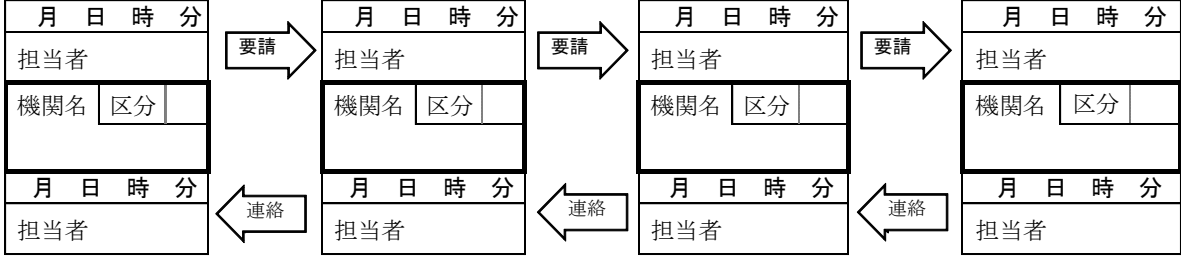 月 日 時 分
担当者
機関名 区分
月 日 時 分
担当者
要請
連絡
月 日 時 分
担当者
機関名 区分
月 日 時 分
担当者
要請
連絡
月 日 時 分
担当者
機関名 区分
月 日 時 分
担当者
要請
連絡
月 日 時 分
担当者
機関名 区分
月 日 時 分
担当者